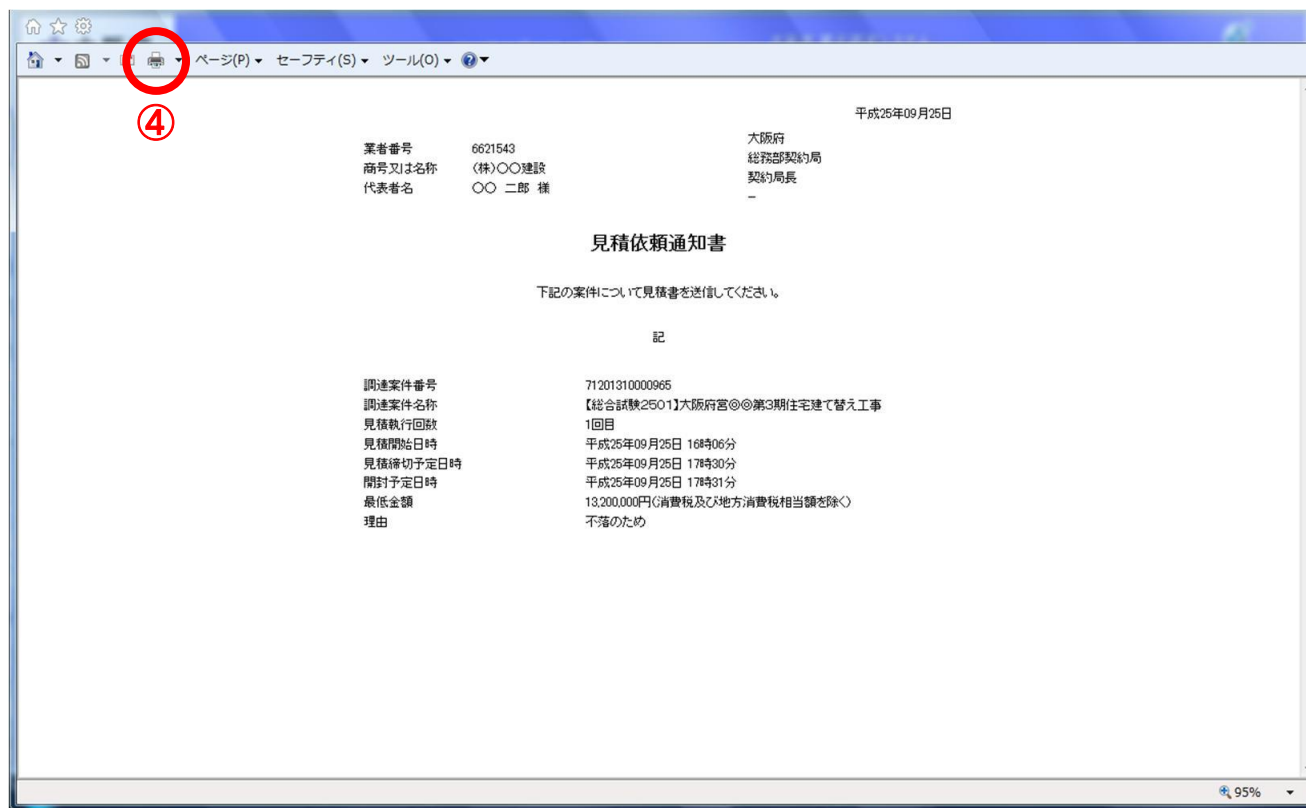 ページ(P) セーフティ(S) ツール(O)
④
平成25年09月25日
業者番号 6621543
商号又は名称 (株)〇〇建設
代表者名 〇〇 二郎 様
大阪府
総務部契約局
契約局長
－
見積依頼通知書
下記の案件について見積書を送信してください。
記
調達案件番号 71201310000965
調達案件名称 【総合試験2501】大阪府営◎◎第3期住宅建て替え工事
見積執行回数 1回目
見積開始日時 平成25年09月25日 16時06分
見積締切予定日時 平成25年09月25日 17時30分
開封予定日時 平成25年09月25日 17時31分
最低金額 13,200,000円(消費税及び地方消費税相当額を除く)
理由 不落のため
95%